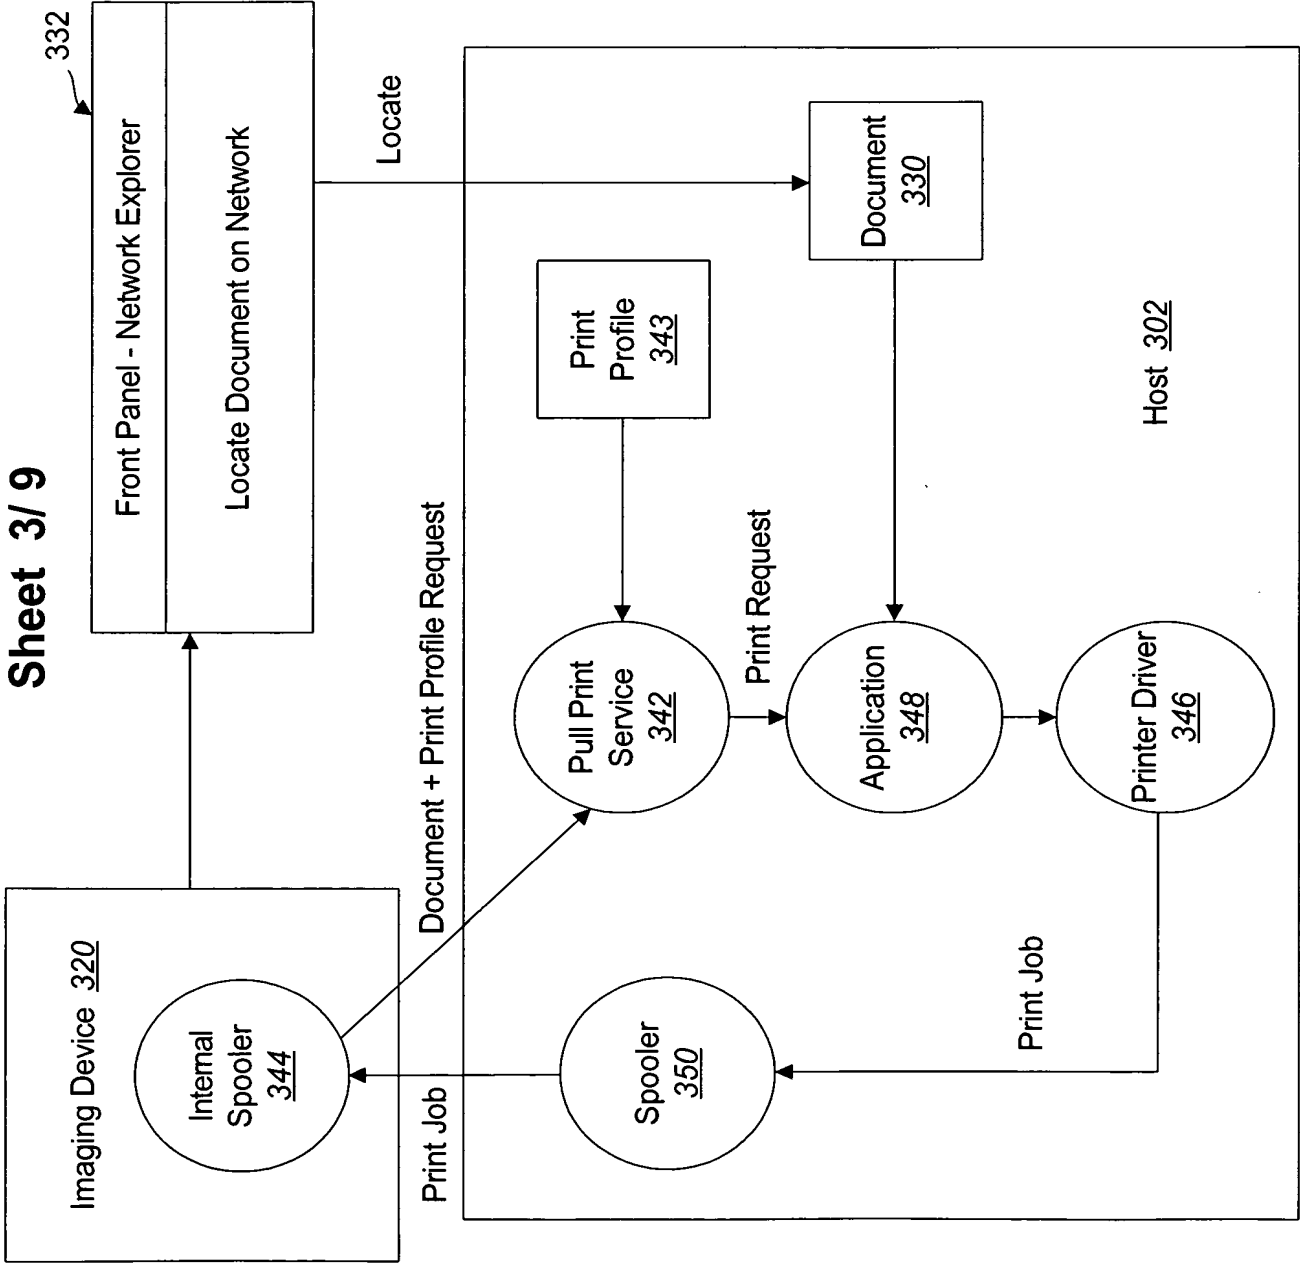 Sheet 3/ 9
332
Front Panel - Network Explorer
Locate Document on Network
Imaging Device 320
Internal
Spooler
344
Locate
Document + Print Profile Request
Print Job
Print
Profile
343
Document
330
Pull Print
Service
342
Print Request
Application
348
Printer Driver
346
Spooler
350
Print Job
Host 302